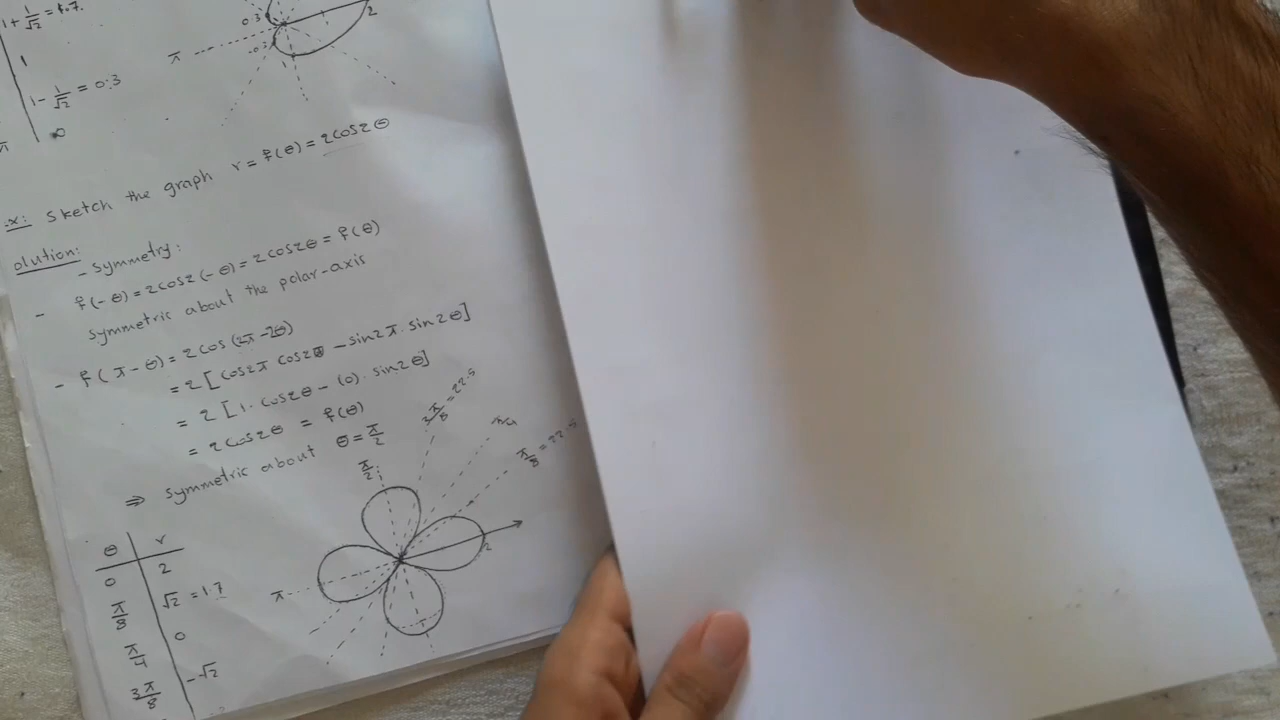 1 + 1/√2 = 1.7.
1
1 - 1/√2 = 0.3
0
π
0.3
2
π
.x: sketch the graph r = f(θ) = 2cos2θ
olution:
- symmetry:
- f(-θ) = 2cos2(-θ) = 2cos2θ = f(θ)
symmetric about the polar-axis
- f(π-θ) = 2cos(2π-2θ)
= 2[cos2π cos2θ - sin2π. sin2θ]
= 2[1. cos2θ - (0). sin2θ]
= 2cos2θ = f(θ)
⇒ symmetric about θ = π/2
3π/8 = 22.5
π/4
π/8 = 22.5
π/2
π
2
θ r
0 2
π/8 √2 = 1.7
π/4 0
3π/8 -√2